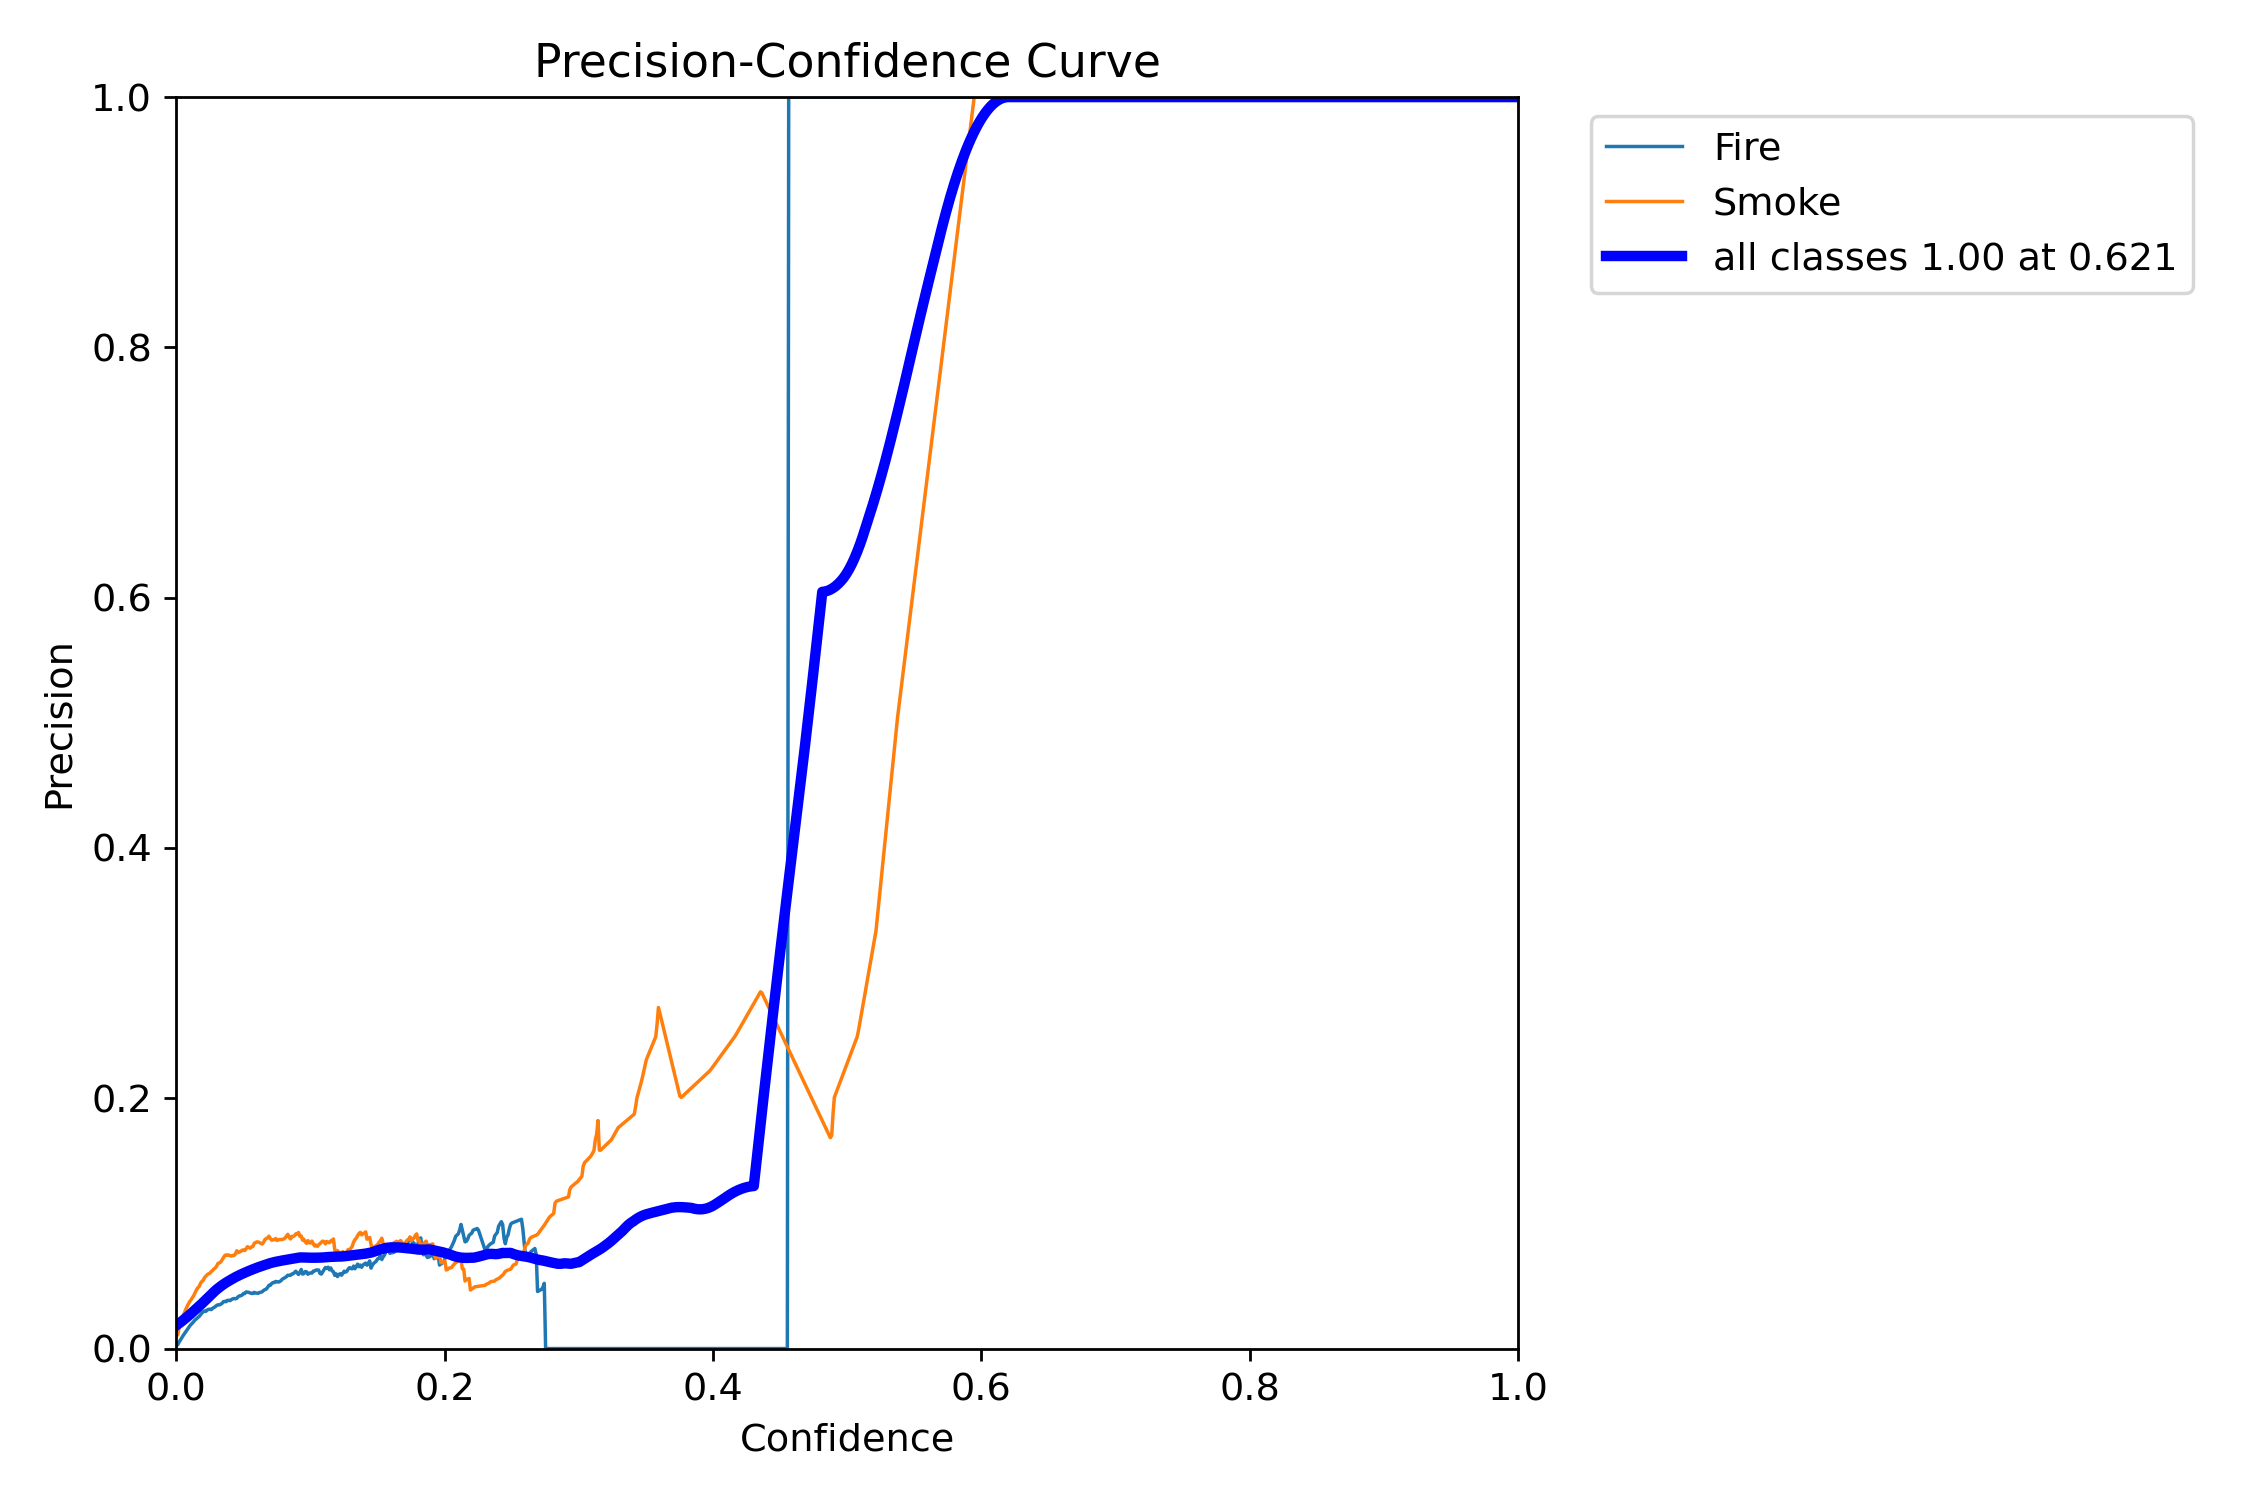 Precision-Confidence Curve
1.0
0.8
0.6
0.4
0.2
0.0
Precision
0.0 0.2 0.4 0.6 0.8 1.0
Confidence
Fire
Smoke
all classes 1.00 at 0.621